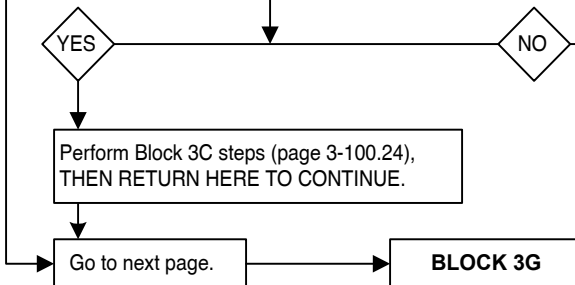 YES
NO
Perform Block 3C steps (page 3-100.24),
THEN RETURN HERE TO CONTINUE.
Go to next page.
BLOCK 3G